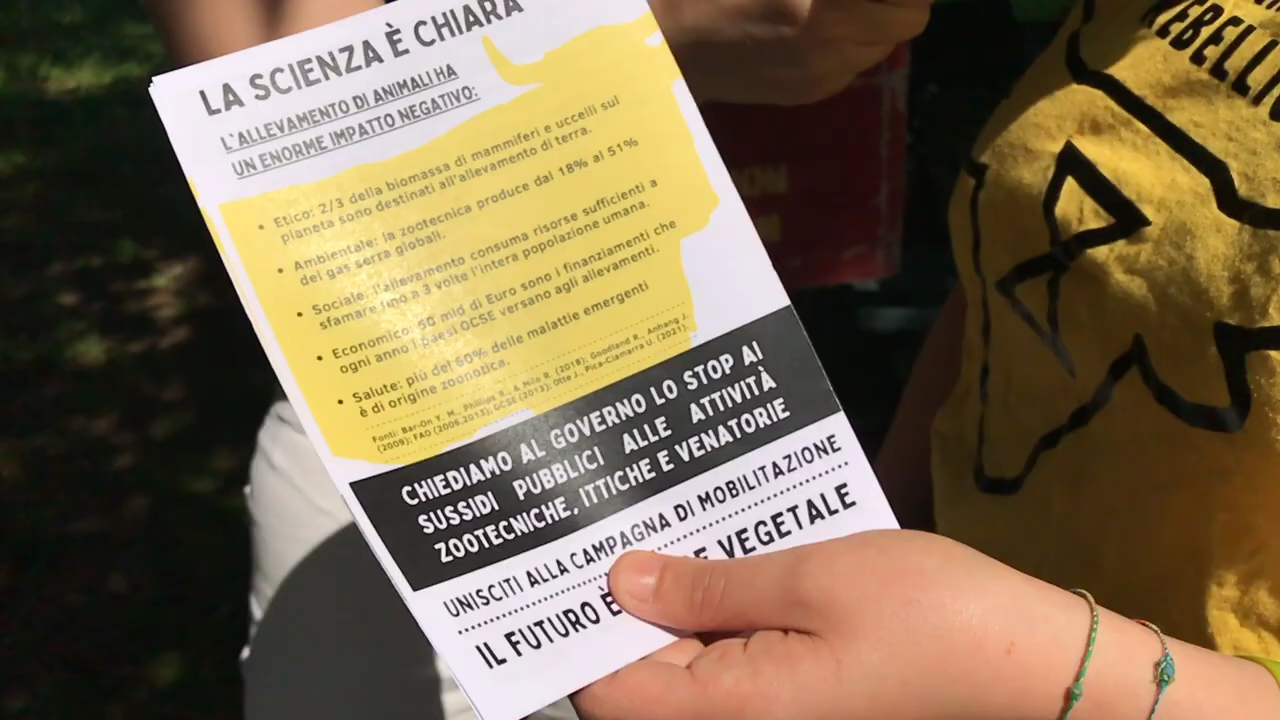 LA SCIENZA È CHIARA
L'ALLEVAMENTO DI ANIMALI HA
UN ENORME IMPATTO NEGATIVO:
• Etico: 2/3 della biomassa di mammiferi e uccelli sul
pianeta sono destinati all'allevamento di terra.
• Ambientale: la zootecnica produce dal 18% al 51%
dei gas serra globali.
• Sociale: l'allevamento consuma risorse sufficienti a
sfamare fino a 3 volte l'intera popolazione umana.
• Economico: 50 mld di Euro sono i finanziamenti che
ogni anno i paesi OCSE versano agli allevamenti.
• Salute: più del 60% delle malattie emergenti
è di origine zoonotica.
Fonti: Bar-On Y. M., Phillips R., & Milo R. (2018); Goodland R., Anhang J.
(2009); FAO (2006,2013); OCSE (2013); Otte J., Pica-Ciamarra U. (2021).
CHIEDIAMO AL GOVERNO LO STOP AI
SUSSIDI PUBBLICI ALLE ATTIVITÀ
ZOOTECNICHE, ITTICHE E VENATORIE
UNISCITI ALLA CAMPAGNA DI MOBILITAZIONE
IL FUTURO È E VEGETALE
REBELLIO